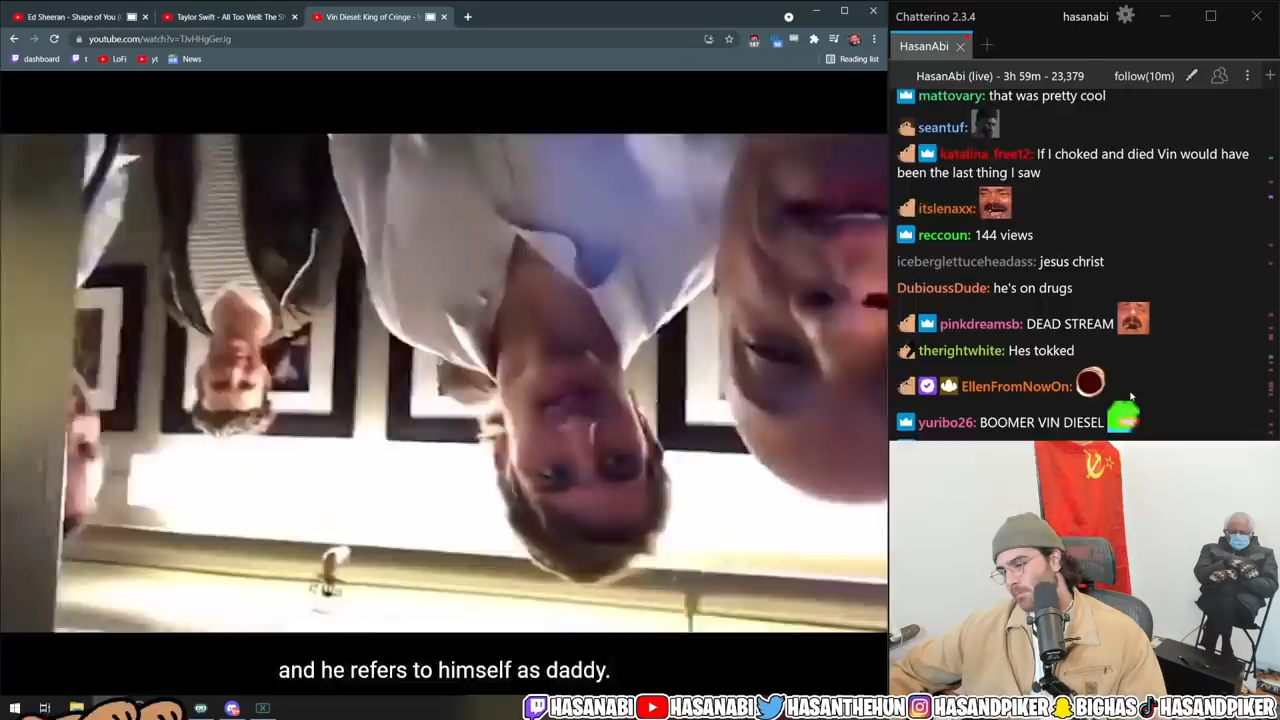 Ed Sheeran - Shape of You (
Taylor Swift - All Too Well: The S
Vin Diesel: King of Cringe -
youtube.com/watch?v=TJvHHgGerJg
dashboard
t
LoFi
yt
News
Reading list
and he refers to himself as daddy.
Chatterino 2.3.4
hasanabi
HasanAbi
HasanAbi (live) - 3h 59m - 23,379
follow(10m)
mattovary: that was pretty cool
seantuf:
katalina_free12: If I choked and died Vin would have
been the last thing I saw
itslenaxx:
reccoun: 144 views
iceberglettuceheadass: jesus christ
DubioussDude: he's on drugs
pinkdreamsb: DEAD STREAM
therightwhite: Hes tokked
EllenFromNowOn:
yuribo26: BOOMER VIN DIESEL
HASANABI HASANABI HASANTHEHUN HASANDPIKER BIGHAS HASANDPIKER